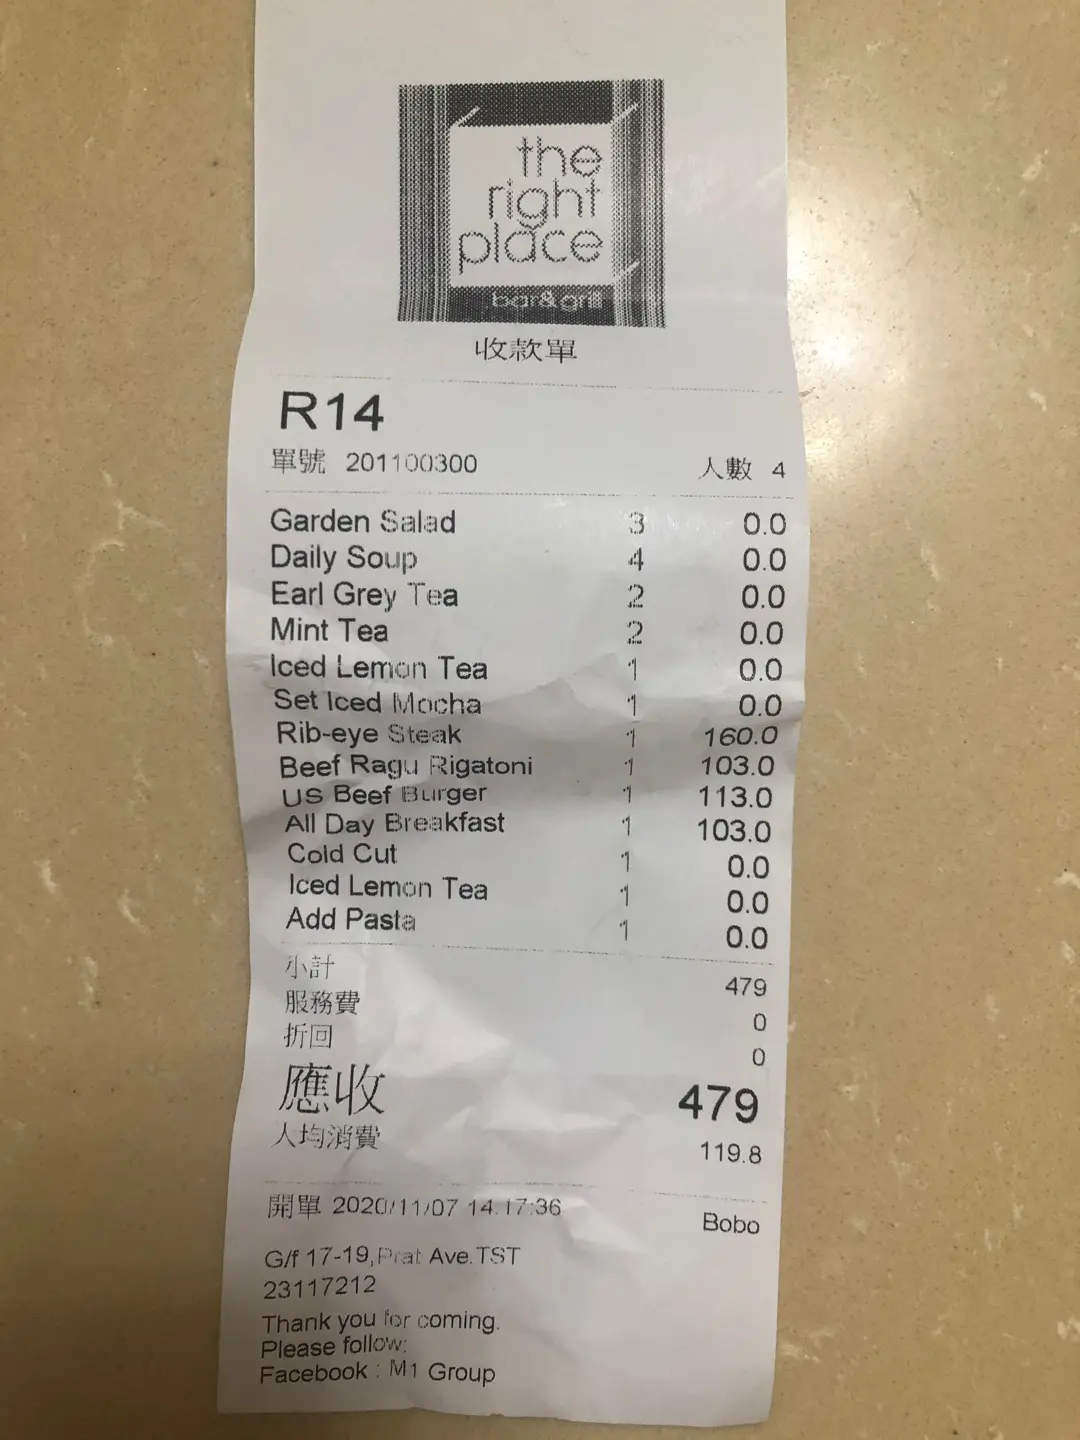 the
right
place
bar& grill
收款單
R14
單號 201100300 人數 4
Garden Salad 3 0.0
Daily Soup 4 0.0
Earl Grey Tea 2 0.0
Mint Tea 2 0.0
Iced Lemon Tea 1 0.0
Set Iced Mocha 1 0.0
Rib-eye Steak 1 160.0
Beef Ragu Rigatoni 1 103.0
US Beef Burger 1 113.0
All Day Breakfast 1 103.0
Cold Cut 1 0.0
Iced Lemon Tea 1 0.0
Add Pasta 1 0.0
小計 479
服務費 0
折回 0
應收 479
人均消費 119.8
開單 2020/11/07 14:17:36 Bobo
G/f 17-19,Prat Ave.TST
23117212
Thank you for coming.
Please follow:
Facebook : M1 Group